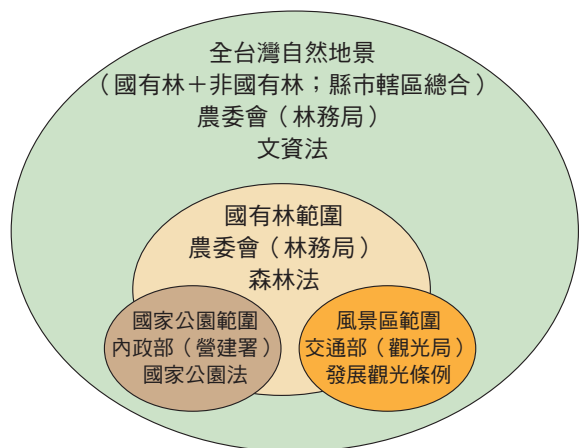 全台灣自然地景
（國有林＋非國有林；縣市轄區總合）
農委會（林務局）
文資法
國有林範圍
農委會（林務局）
森林法
國家公園範圍
內政部（營建署）
國家公園法
風景區範圍
交通部（觀光局）
發展觀光條例